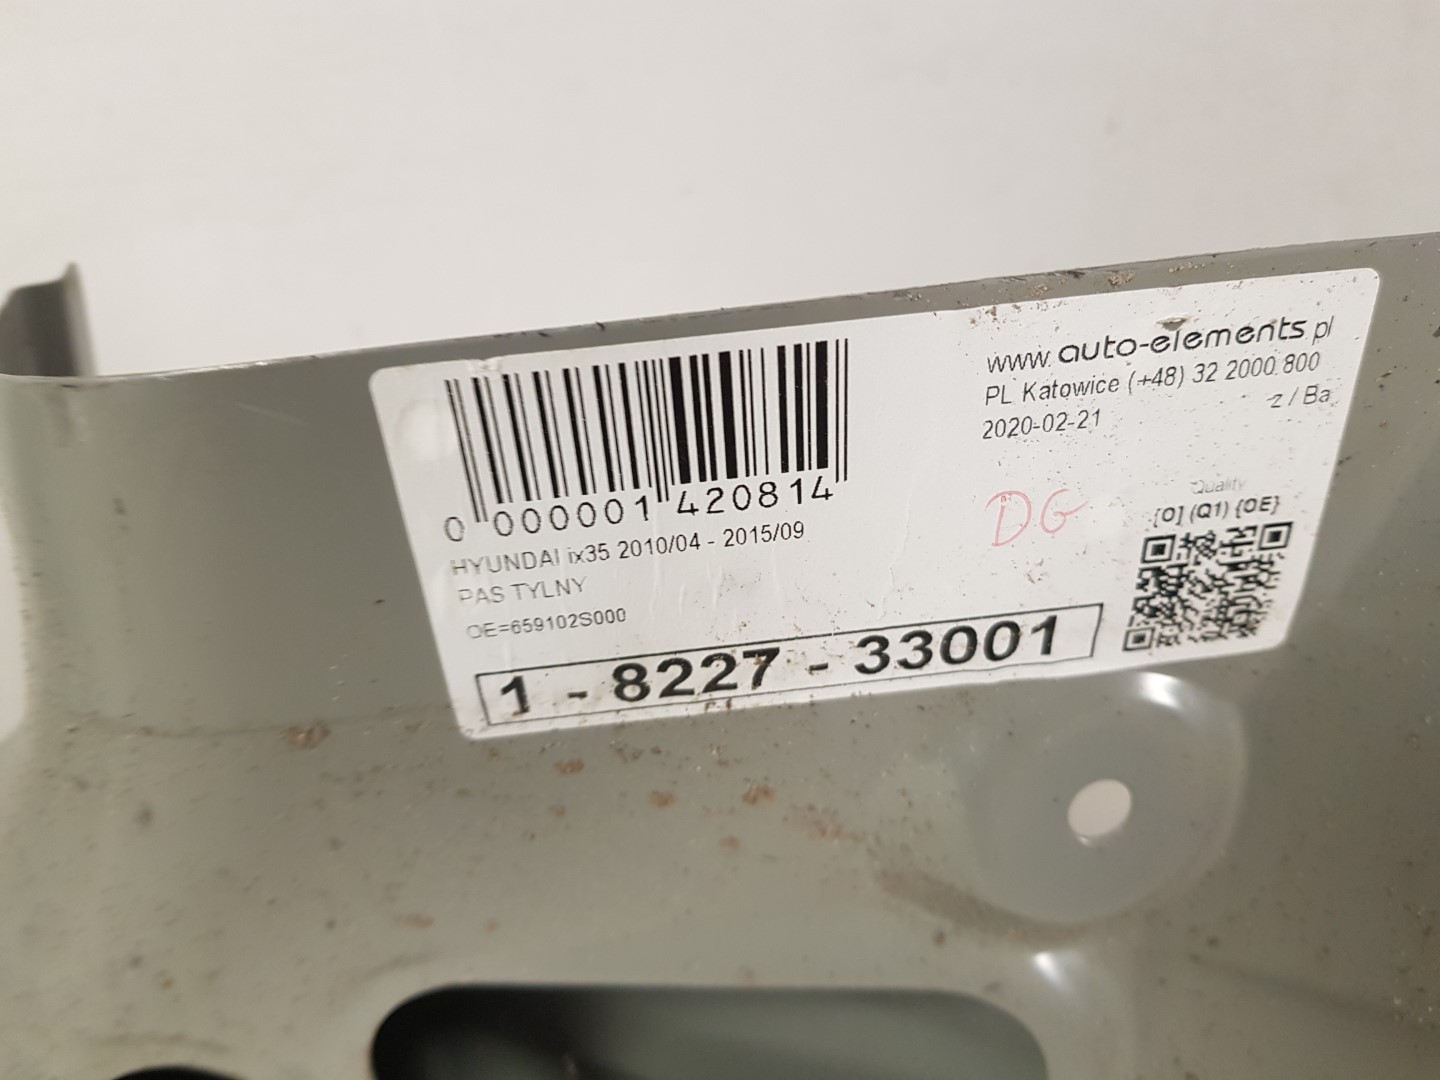 www.auto-elements.pl
PL Katowice (+48) 32 2000 800
2020-02-21 z / Ba
0 000001 420814
HYUNDAI ix35 2010/04 - 2015/09
PAS TYLNY
OE=659102S000
DG
Quality
[O] (Q1) {OE}
1 - 8227 - 33001